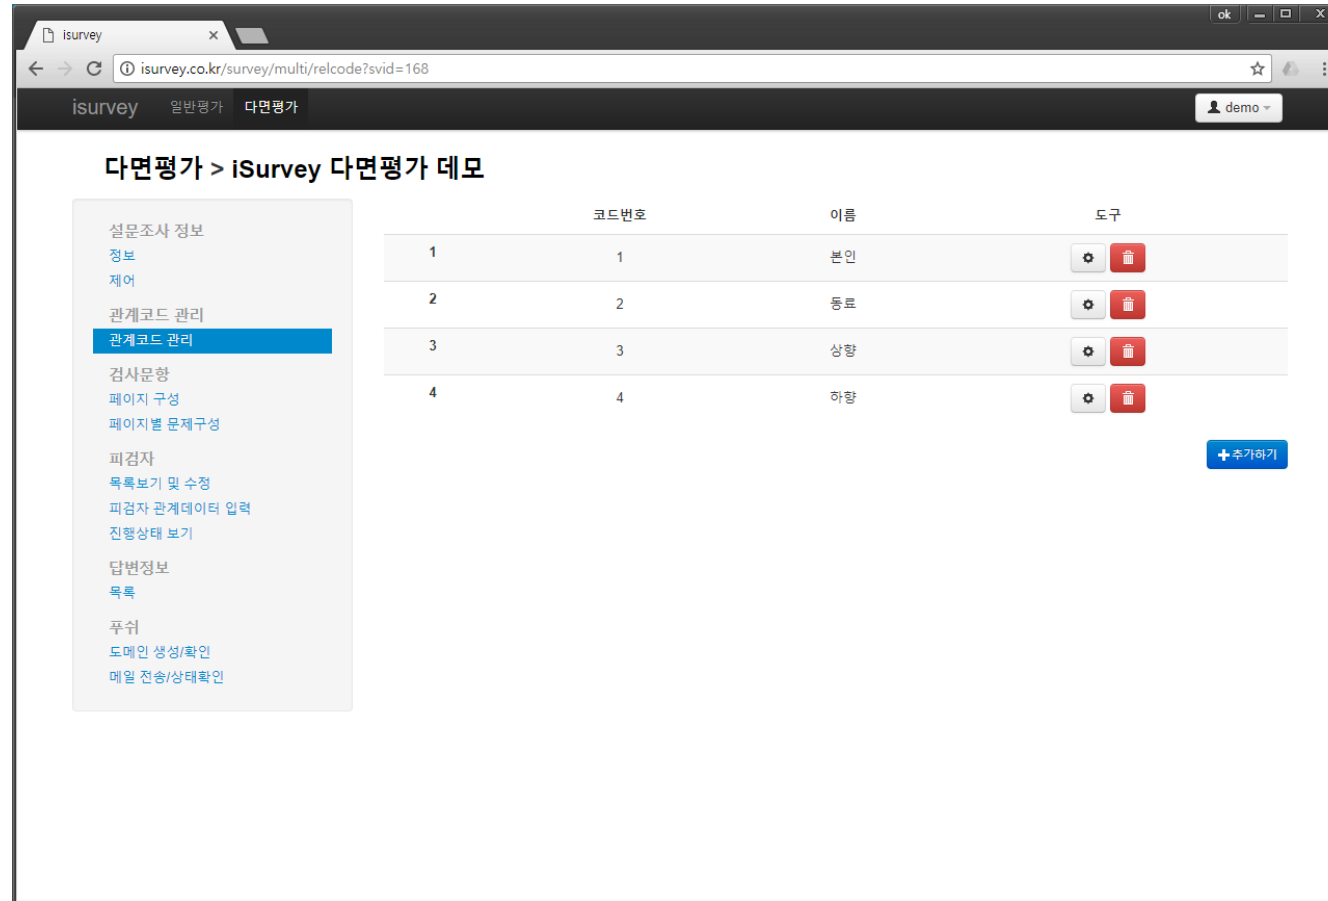 ok
isurvey
isurvey.co.kr/survey/multi/relcode?svid=168
isurvey 일반평가 다면평가 demo
다면평가 > iSurvey 다면평가 데모
설문조사 정보
정보
제어
관계코드 관리
관계코드 관리
검사문항
페이지 구성
페이지별 문제구성
피검자
목록보기 및 수정
피검자 관계데이터 입력
진행상태 보기
답변정보
목록
푸쉬
도메인 생성/확인
메일 전송/상태확인
코드번호 이름 도구
1 1 본인
2 2 동료
3 3 상향
4 4 하향
추가하기